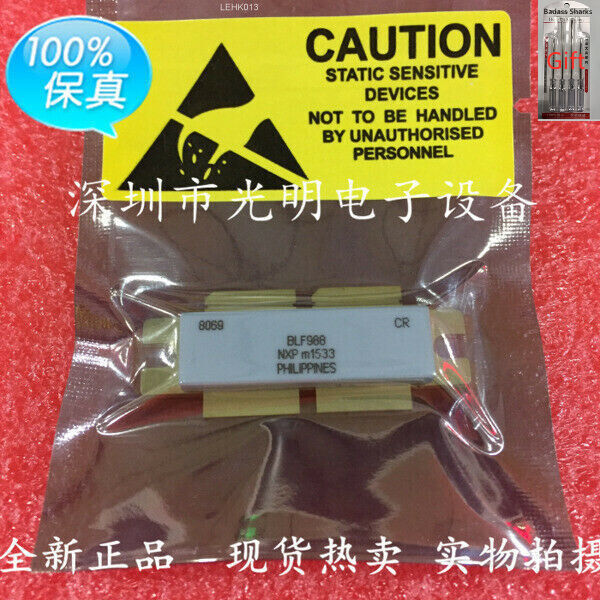 LEHK013
100%
保真
CAUTION
STATIC SENSITIVE
DEVICES
NOT TO BE HANDLED
BY UNAUTHORISED
PERSONNEL
Badass Sharks
Gift
深圳市光明电子设备
8069
CR
BLF988
NXP m1533
PHILIPPINES
全新正品 现货热卖 实物拍摄